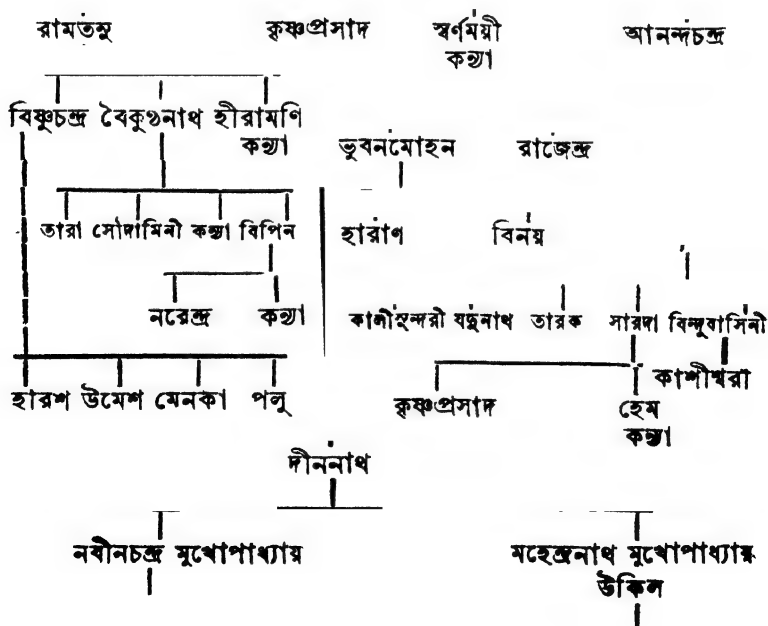 রামতনু কৃষ্ণপ্রসাদ স্বর্ণময়ী আনন্দচন্দ্র
কন্যা
বিষ্ণুচন্দ্র বৈকুণ্ঠনাথ হীরামণি
কন্যা
ভুবনমোহন রাজেন্দ্র
তারা সৌদামিনী কন্যা বিপিন হারাণ বিনয়
নরেন্দ্র কন্যা কালীসুন্দরী যদুনাথ তারক সারদা বিন্দুবাসিনী
হারশ উমেশ মেনকা পলু কৃষ্ণপ্রসাদ হেম কাশীশ্বরা
কন্যা
দীননাথ
নবীনচন্দ্র মুখোপাধ্যায় মহেন্দ্রনাথ মুখোপাধ্যায়
উকিল